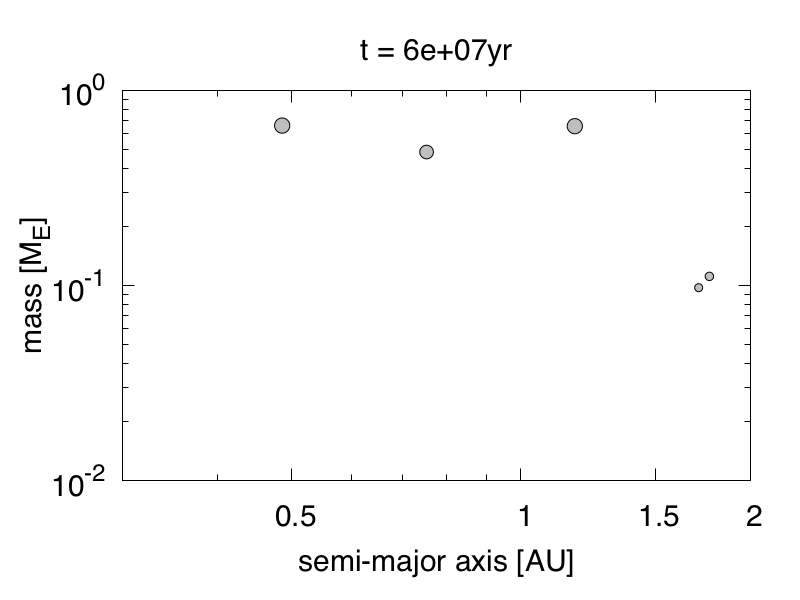 t = 6e+07yr
10^0
10^-1
10^-2
mass [M_E]
0.5 1 1.5 2
semi-major axis [AU]